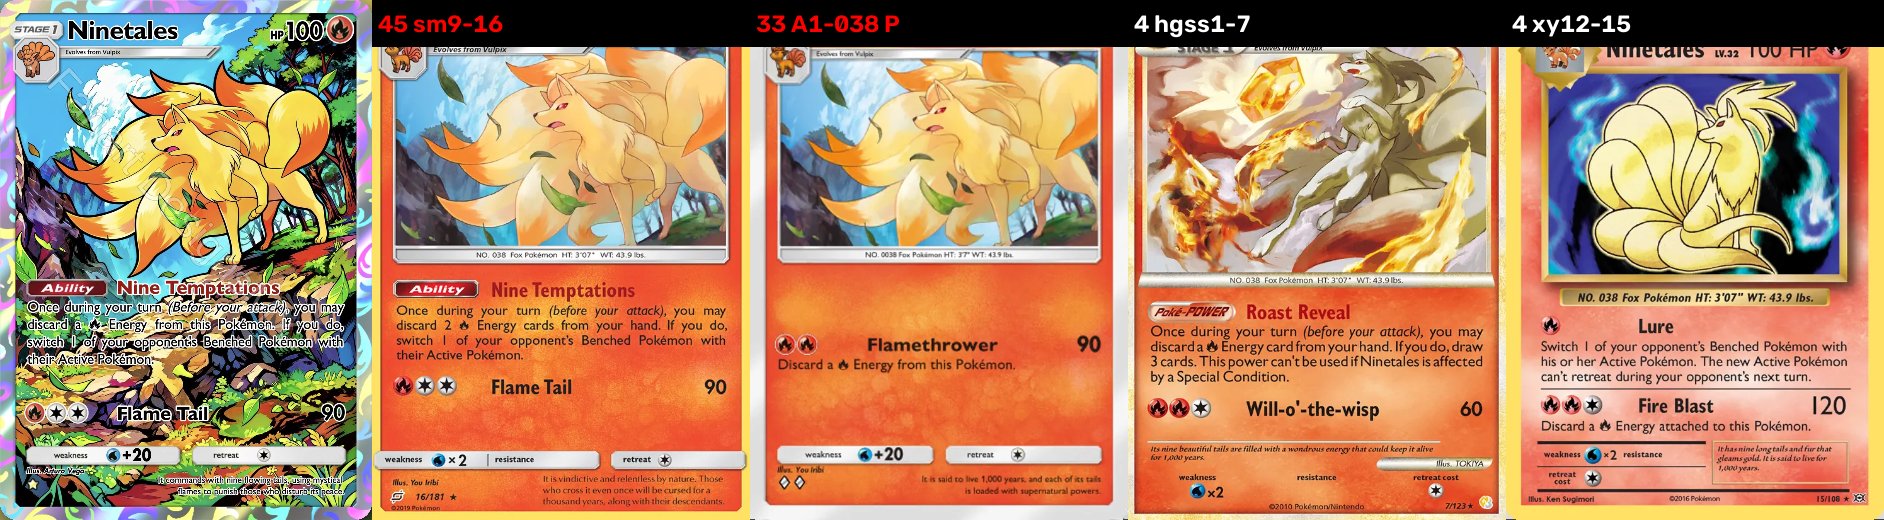 STAGE 1 Ninetales HP 100
Evolves from Vulpix
Ability Nine Temptations
Once during your turn (Before your attack), you may
discard a Energy from this Pokémon. If you do,
switch 1 of your opponent's Benched Pokémon with
their Active Pokémon.
Flame Tail 90
weakness +20 retreat
Illus. Arturo Vega
It commands with nine flowing tails, using mystical
flames to punish those who disturb its peace.
45 sm9-16
Evolves from Vulpix
NO. 038 Fox Pokémon HT: 3'07" WT: 43.9 lbs.
Ability Nine Temptations
Once during your turn (before your attack), you may
discard 2 Energy cards from your hand. If you do,
switch 1 of your opponent's Benched Pokémon with
their Active Pokémon.
Flame Tail 90
weakness ×2 resistance retreat
Illus. You Iribi
16/181 ★
©2019 Pokémon
It is vindictive and relentless by nature. Those
who cross it even once will be cursed for a
thousand years, along with their descendants.
33 A1-038 P
Evolves from Vulpix
NO. 0038 Fox Pokémon HT: 3'7" WT: 43.9 lbs.
Flamethrower 90
Discard a Energy from this Pokémon.
weakness +20 retreat
Illus. You Iribi
It is said to live 1,000 years, and each of its tails
is loaded with supernatural powers.
4 hgss1-7
STAGE 1 Evolves from Vulpix
NO. 038 Fox Pokémon HT: 3'07" WT: 43.9 lbs.
Poké-POWER Roast Reveal
Once during your turn (before your attack), you may
discard a Energy card from your hand. If you do, draw
3 cards. This power can't be used if Ninetales is affected
by a Special Condition.
Will-o'-the-wisp 60
Its nine beautiful tails are filled with a wondrous energy that could keep it alive
for 1,000 years.
Illus. TOKIYA
weakness resistance retreat cost
×2
©2010 Pokémon/Nintendo 7/123 ★
4 xy12-15
Ninetales LV.32 100 HP
NO. 038 Fox Pokémon HT: 3'07" WT: 43.9 lbs.
Lure
Switch 1 of your opponent's Benched Pokémon with
his or her Active Pokémon. The new Active Pokémon
can't retreat during your opponent's next turn.
Fire Blast 120
Discard a Energy attached to this Pokémon.
weakness ×2 resistance
retreat
cost
It has nine long tails and fur that
gleams gold. It is said to live for
1,000 years.
Illus. Ken Sugimori ©2016 Pokémon 15/108 ★